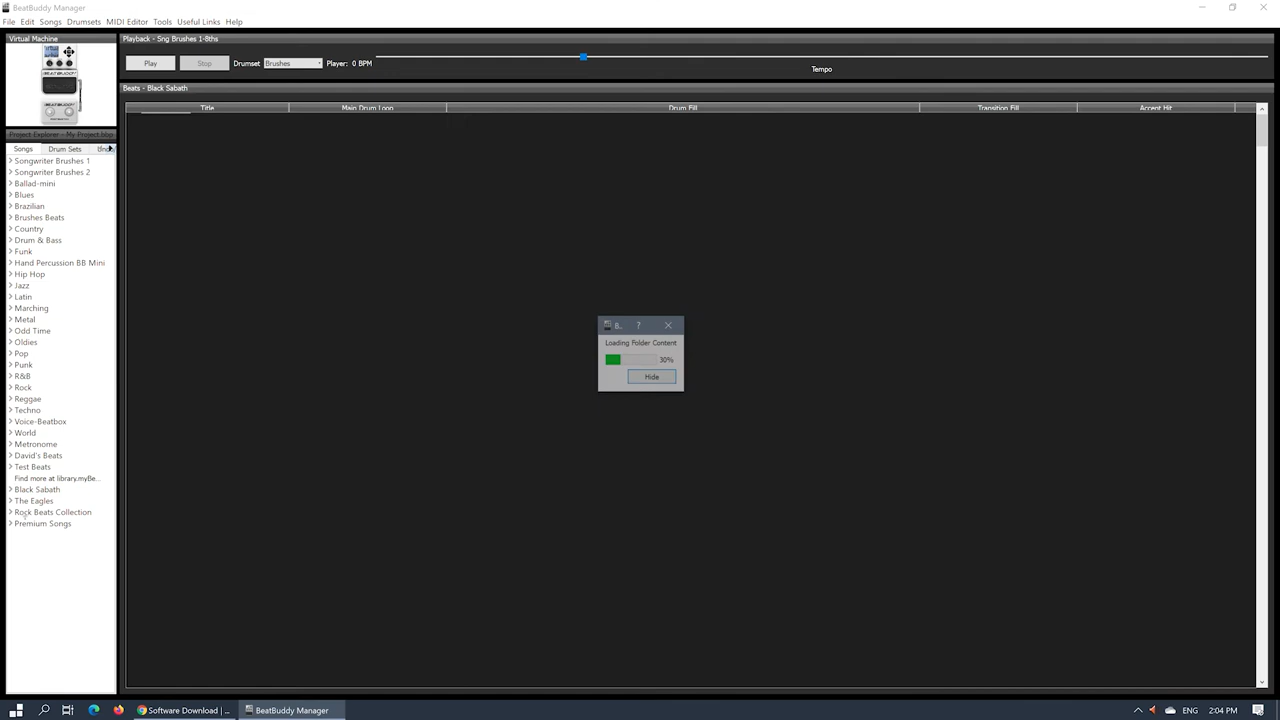 BeatBuddy Manager
File Edit Songs Drumsets MIDI Editor Tools Useful Links Help
Virtual Machine
Playback - Sng Brushes 1-8ths
Play Stop Drumset Brushes Player: 0 BPM
Tempo
Beats - Black Sabath
Title Main Drum Loop Drum Fill Transition Fill Accent Hit
Project Explorer - My Project.bbp
Songs Drum Sets
Songwriter Brushes 1
Songwriter Brushes 2
Ballad-mini
Blues
Brazilian
Brushes Beats
Country
Drum & Bass
Funk
Hand Percussion BB Mini
Hip Hop
Jazz
Latin
Marching
Metal
Odd Time
Oldies
Pop
Punk
R&B
Rock
Reggae
Techno
Voice-Beatbox
World
Metronome
David's Beats
Test Beats
Find more at library.myBe...
Black Sabath
The Eagles
Rock Beats Collection
Premium Songs
B..
Loading Folder Content
30%
Hide
Software Download | ...
BeatBuddy Manager
ENG 2:04 PM